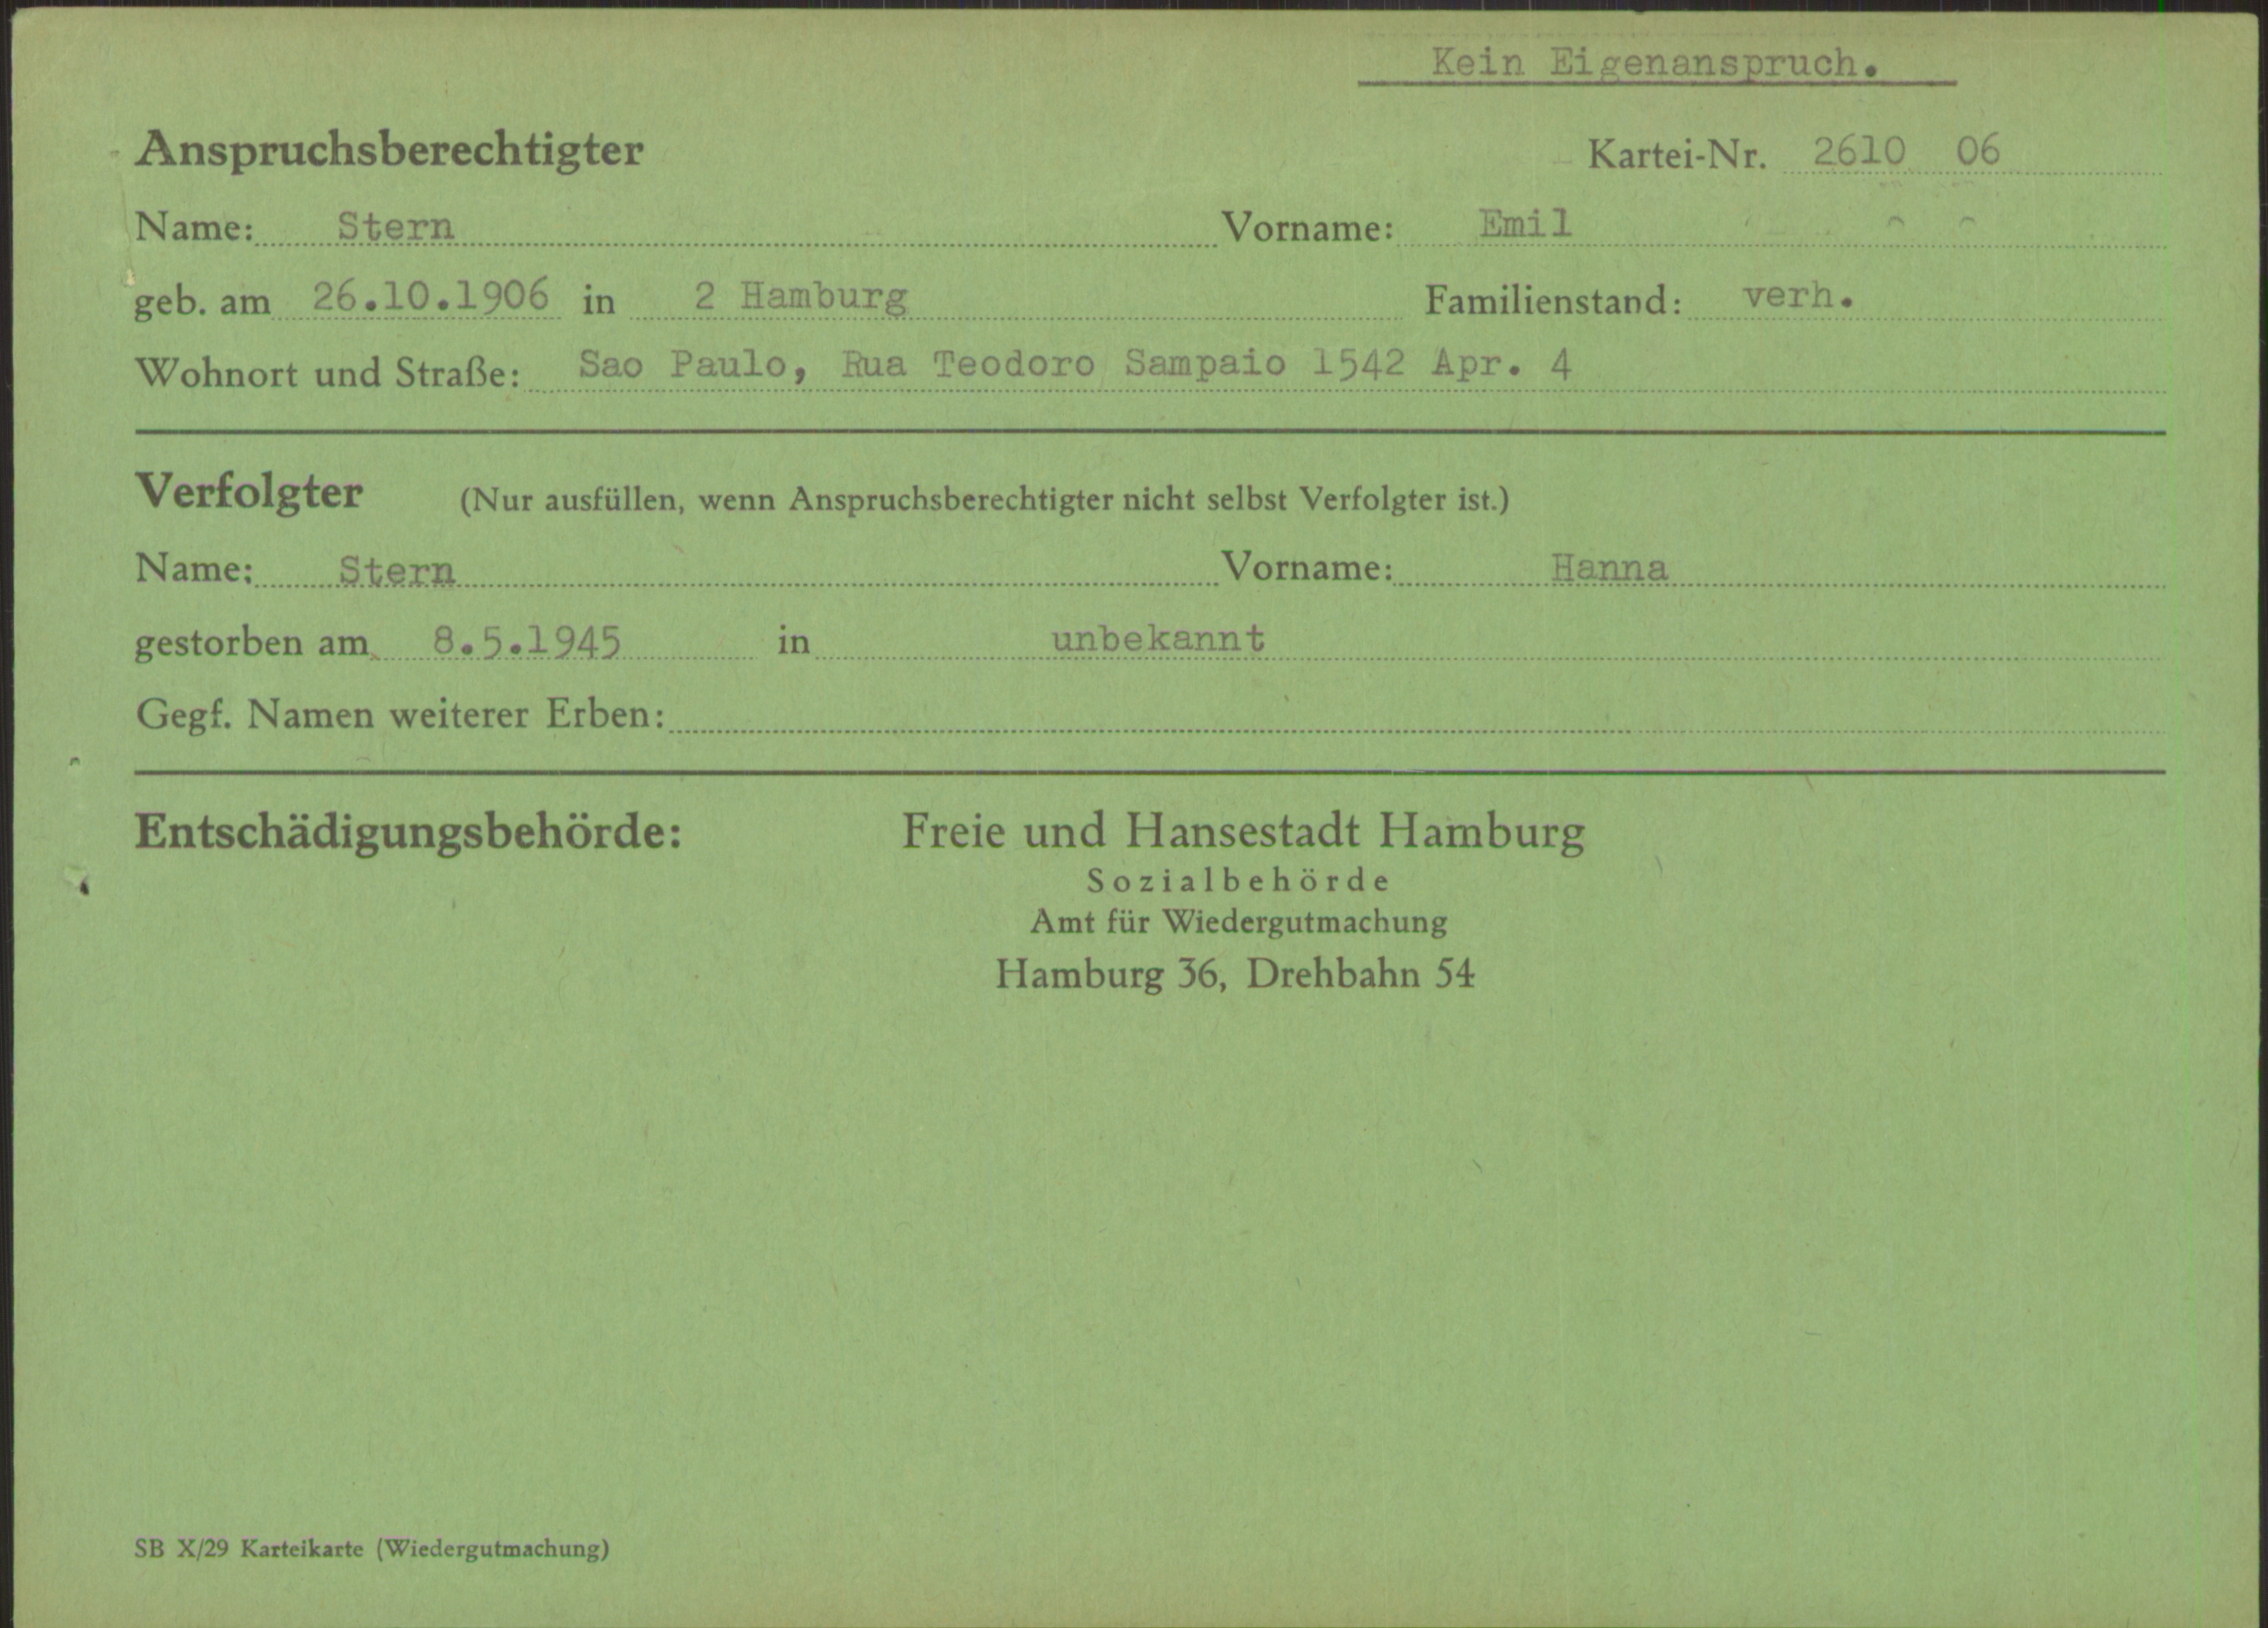 Kein Eigenanspruch.
Anspruchsberechtigter Kartei-Nr. 2610 06
Name: Stern Vorname: Emil
geb. am 26.10.1906 in 2 Hamburg Familienstand: verh.
Wohnort und Straße: Sao Paulo, Rua Teodoro Sampaio 1542 Apr. 4
Verfolgter (Nur ausfüllen, wenn Anspruchsberechtigter nicht selbst Verfolgter ist.)
Name: Stern Vorname: Hanna
gestorben am 8.5.1945 in unbekannt
Gegf. Namen weiterer Erben:
Entschädigungsbehörde: Freie und Hansestadt Hamburg
Sozialbehörde
Amt für Wiedergutmachung
Hamburg 36, Drehbahn 54
SB X/29 Karteikarte (Wiedergutmachung)